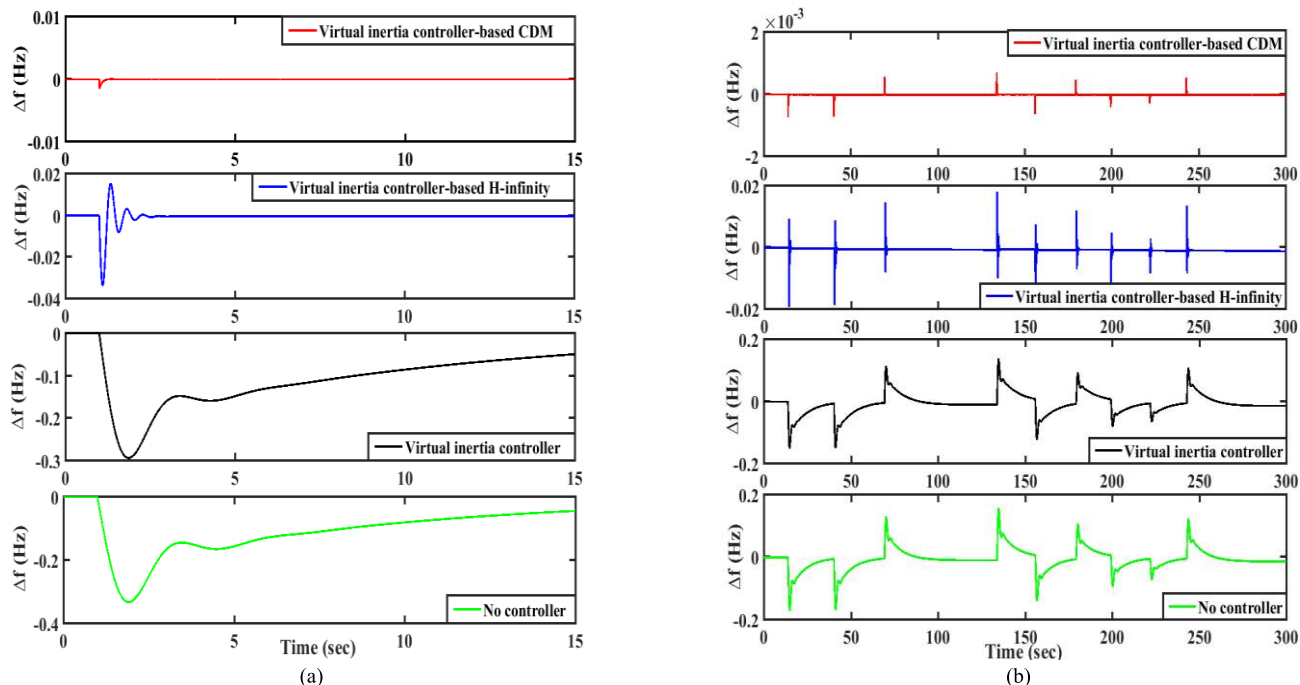 0.01
Virtual inertia controller-based CDM
Δf (Hz)
0
-0.01
0 5 10 15
0.02
Virtual inertia controller-based H-infinity
Δf (Hz)
0
-0.02
-0.04
0 5 10 15
0
Δf (Hz)
-0.1
-0.2
Virtual inertia controller
-0.3
0 5 10 15
0
Δf (Hz)
-0.2
No controller
-0.4
0 5 10 15
Time (sec)
(a)
×10-3
2
Virtual inertia controller-based CDM
Δf (Hz)
0
-2
0 50 100 150 200 250 300
0.02
Δf (Hz)
0
Virtual inertia controller-based H-infinity
-0.02
0 50 100 150 200 250 300
0.2
Δf (Hz)
0
Virtual inertia controller
-0.2
0 50 100 150 200 250 300
0.2
Δf (Hz)
0
No controller
-0.2
0 50 100 150 200 250 300
Time (sec)
(b)